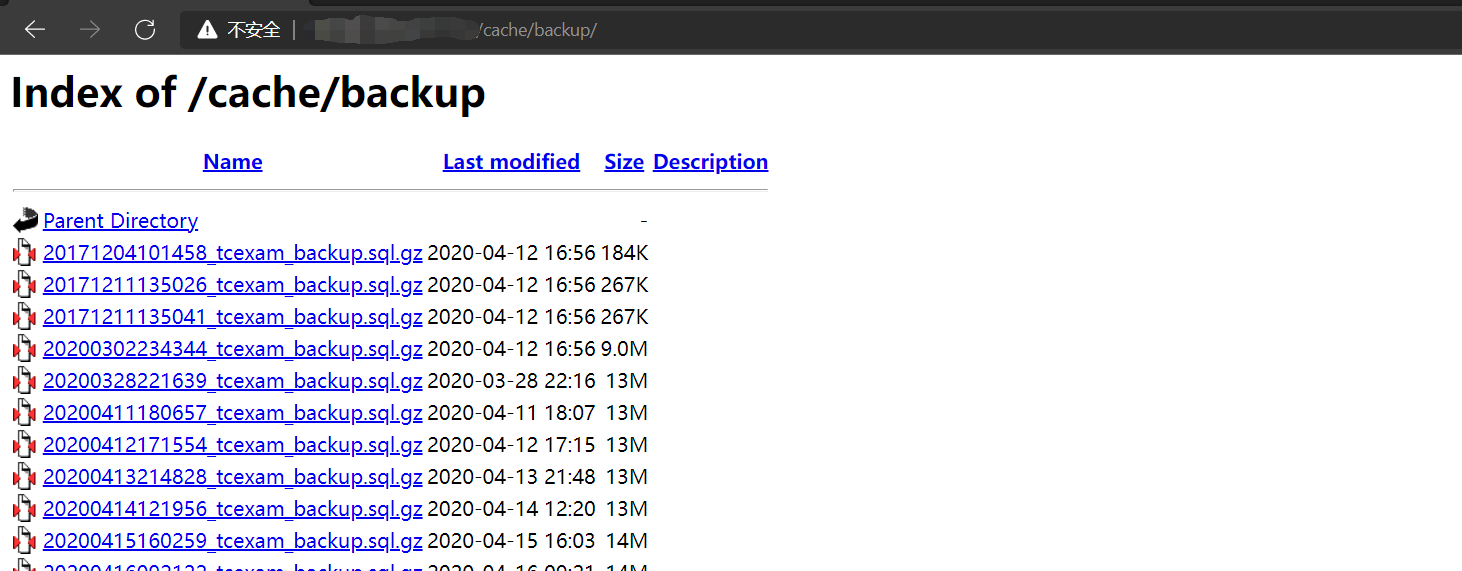 不安全 | /cache/backup/
Index of /cache/backup
Name Last modified Size Description
Parent Directory -
20171204101458_tcexam_backup.sql.gz 2020-04-12 16:56 184K
20171211135026_tcexam_backup.sql.gz 2020-04-12 16:56 267K
20171211135041_tcexam_backup.sql.gz 2020-04-12 16:56 267K
20200302234344_tcexam_backup.sql.gz 2020-04-12 16:56 9.0M
20200328221639_tcexam_backup.sql.gz 2020-03-28 22:16 13M
20200411180657_tcexam_backup.sql.gz 2020-04-11 18:07 13M
20200412171554_tcexam_backup.sql.gz 2020-04-12 17:15 13M
20200413214828_tcexam_backup.sql.gz 2020-04-13 21:48 13M
20200414121956_tcexam_backup.sql.gz 2020-04-14 12:20 13M
20200415160259_tcexam_backup.sql.gz 2020-04-15 16:03 14M